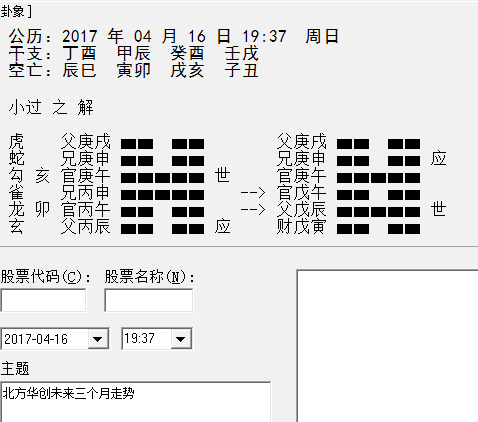 卦象]
公历: 2017 年 04 月 16 日 19:37 周日
干支: 丁酉 甲辰 癸酉 壬戌
空亡: 辰巳 寅卯 戌亥 子丑
小过 之 解
虎 父庚戌 父庚戌
蛇 兄庚申 兄庚申 应
勾 亥 官庚午 世 官庚午
雀 兄丙申 --> 官戊午
龙 卯 官丙午 --> 父戊辰 世
玄 父丙辰 应 财戊寅
股票代码(C): 股票名称(N):
2017-04-16 19:37
主题
北方华创未来三个月走势